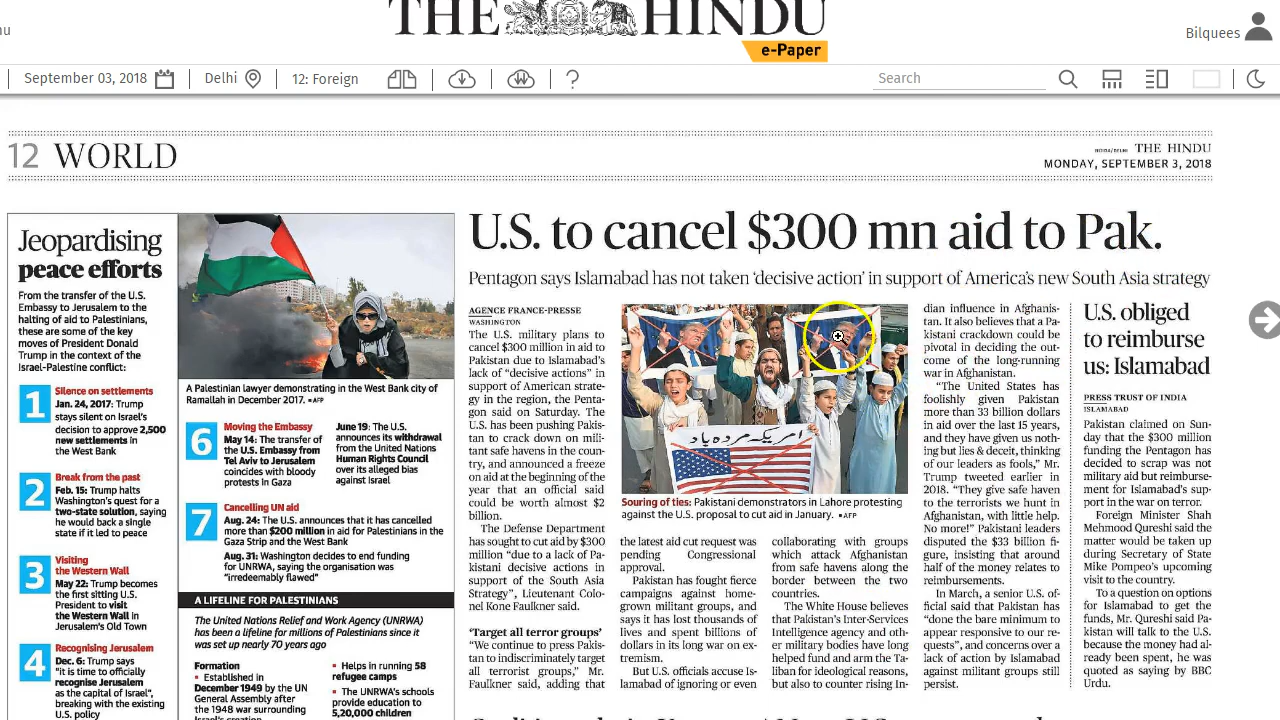 THE HINDU
e-Paper
Bilquees
September 03, 2018
Delhi
12: Foreign
?
Search
12 WORLD
NOIDA/DELHI THE HINDU
MONDAY, SEPTEMBER 3, 2018
Jeopardising
peace efforts
From the transfer of the U.S.
Embassy to Jerusalem to the
halting of aid to Palestinians,
these are some of the key
moves of President Donald
Trump in the context of the
Israel-Palestine conflict:
1
Silence on settlements
Jan. 24, 2017: Trump
stays silent on Israel's
decision to approve 2,500
new settlements in
the West Bank
2
Break from the past
Feb. 15: Trump halts
Washington's quest for a
two-state solution, saying
he would back a single
state if it led to peace
3
Visiting
the Western Wall
May 22: Trump becomes
the first sitting U.S.
President to visit
the Western Wall in
Jerusalem's Old Town
4
Recognising Jerusalem
Dec. 6: Trump says
"it is time to officially
recognise Jerusalem
as the capital of Israel",
breaking with the existing
U.S. policy
A Palestinian lawyer demonstrating in the West Bank city of
Ramallah in December 2017. ▪AFP
6
Moving the Embassy
May 14: The transfer of
the U.S. Embassy from
Tel Aviv to Jerusalem
coincides with bloody
protests in Gaza
June 19: The U.S.
announces its withdrawal
from the United Nations
Human Rights Council
over its alleged bias
against Israel
7
Cancelling UN aid
Aug. 24: The U.S. announces that it has cancelled
more than $200 million in aid for Palestinians in the
Gaza Strip and the West Bank
Aug. 31: Washington decides to end funding
for UNRWA, saying the organisation was
"irredeemably flawed"
A LIFELINE FOR PALESTINIANS
The United Nations Relief and Work Agency (UNRWA)
has been a lifeline for millions of Palestinians since it
was set up nearly 70 years ago
Formation
▪ Established in
December 1949 by the UN
General Assembly after
the 1948 war surrounding
Israel's creation
▪ Helps in running 58
refugee camps
▪ The UNRWA's schools
provide education to
5,20,000 children
U.S. to cancel $300 mn aid to Pak.
Pentagon says Islamabad has not taken 'decisive action' in support of America's new South Asia strategy
AGENCE FRANCE-PRESSE
WASHINGTON
The U.S. military plans to
cancel $300 million in aid to
Pakistan due to Islamabad's
lack of "decisive actions" in
support of American strate-
gy in the region, the Penta-
gon said on Saturday. The
U.S. has been pushing Pakis-
tan to crack down on mili-
tant safe havens in the coun-
try, and announced a freeze
on aid at the beginning of the
year that an official said
could be worth almost $2
billion.
The Defense Department
has sought to cut aid by $300
million "due to a lack of Pa-
kistani decisive actions in
support of the South Asia
Strategy", Lieutenant Colo-
nel Kone Faulkner said.
'Target all terror groups'
"We continue to press Pakis-
tan to indiscriminately target
all terrorist groups," Mr.
Faulkner said, adding that
امریکہ مردہ باد
Souring of ties: Pakistani demonstrators in Lahore protesting
against the U.S. proposal to cut aid in January. ▪AFP
the latest aid cut request was
pending Congressional
approval.
Pakistan has fought fierce
campaigns against home-
grown militant groups, and
says it has lost thousands of
lives and spent billions of
dollars in its long war on ex-
tremism.
But U.S. officials accuse Is-
lamabad of ignoring or even
collaborating with groups
which attack Afghanistan
from safe havens along the
border between the two
countries.
The White House believes
that Pakistan's Inter-Services
Intelligence agency and oth-
er military bodies have long
helped fund and arm the Ta-
liban for ideological reasons,
but also to counter rising In-
dian influence in Afghanis-
tan. It also believes that a Pa-
kistani crackdown could be
pivotal in deciding the out-
come of the long-running
war in Afghanistan.
"The United States has
foolishly given Pakistan
more than 33 billion dollars
in aid over the last 15 years,
and they have given us noth-
ing but lies & deceit, thinking
of our leaders as fools," Mr.
Trump tweeted earlier in
2018. "They give safe haven
to the terrorists we hunt in
Afghanistan, with little help.
No more!" Pakistani leaders
disputed the $33 billion fi-
gure, insisting that around
half of the money relates to
reimbursements.
In March, a senior U.S. of-
ficial said that Pakistan has
"done the bare minimum to
appear responsive to our re-
quests", and concerns over a
lack of action by Islamabad
against militant groups still
persist.
U.S. obliged
to reimburse
us: Islamabad
PRESS TRUST OF INDIA
ISLAMABAD
Pakistan claimed on Sun-
day that the $300 million
funding the Pentagon has
decided to scrap was not
military aid but reimburse-
ment for Islamabad's sup-
port in the war on terror.
Foreign Minister Shah
Mehmood Qureshi said the
matter would be taken up
during Secretary of State
Mike Pompeo's upcoming
visit to the country.
To a question on options
for Islamabad to get the
funds, Mr. Qureshi said Pa-
kistan will talk to the U.S.
because the money had al-
ready been spent, he was
quoted as saying by BBC
Urdu.